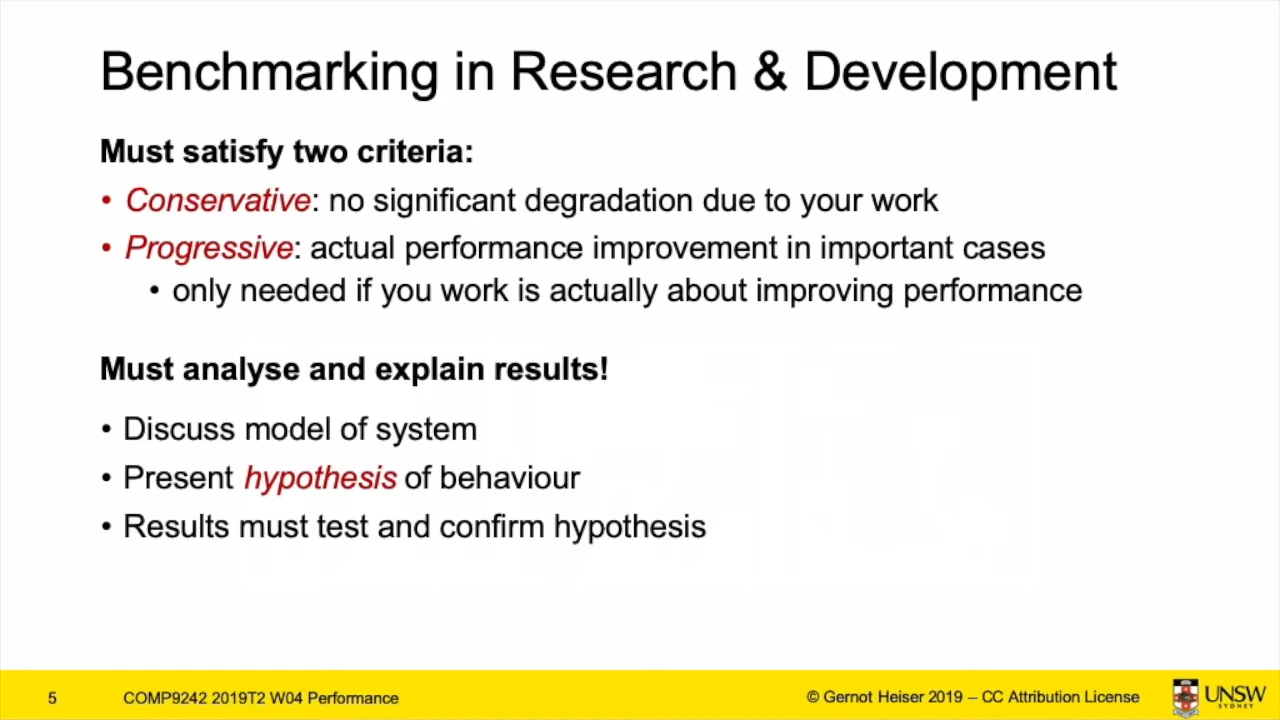 Benchmarking in Research & Development
Must satisfy two criteria:
• Conservative: no significant degradation due to your work
• Progressive: actual performance improvement in important cases
• only needed if you work is actually about improving performance
Must analyse and explain results!
• Discuss model of system
• Present hypothesis of behaviour
• Results must test and confirm hypothesis
5 COMP9242 2019T2 W04 Performance © Gernot Heiser 2019 – CC Attribution License UNSW
SYDNEY